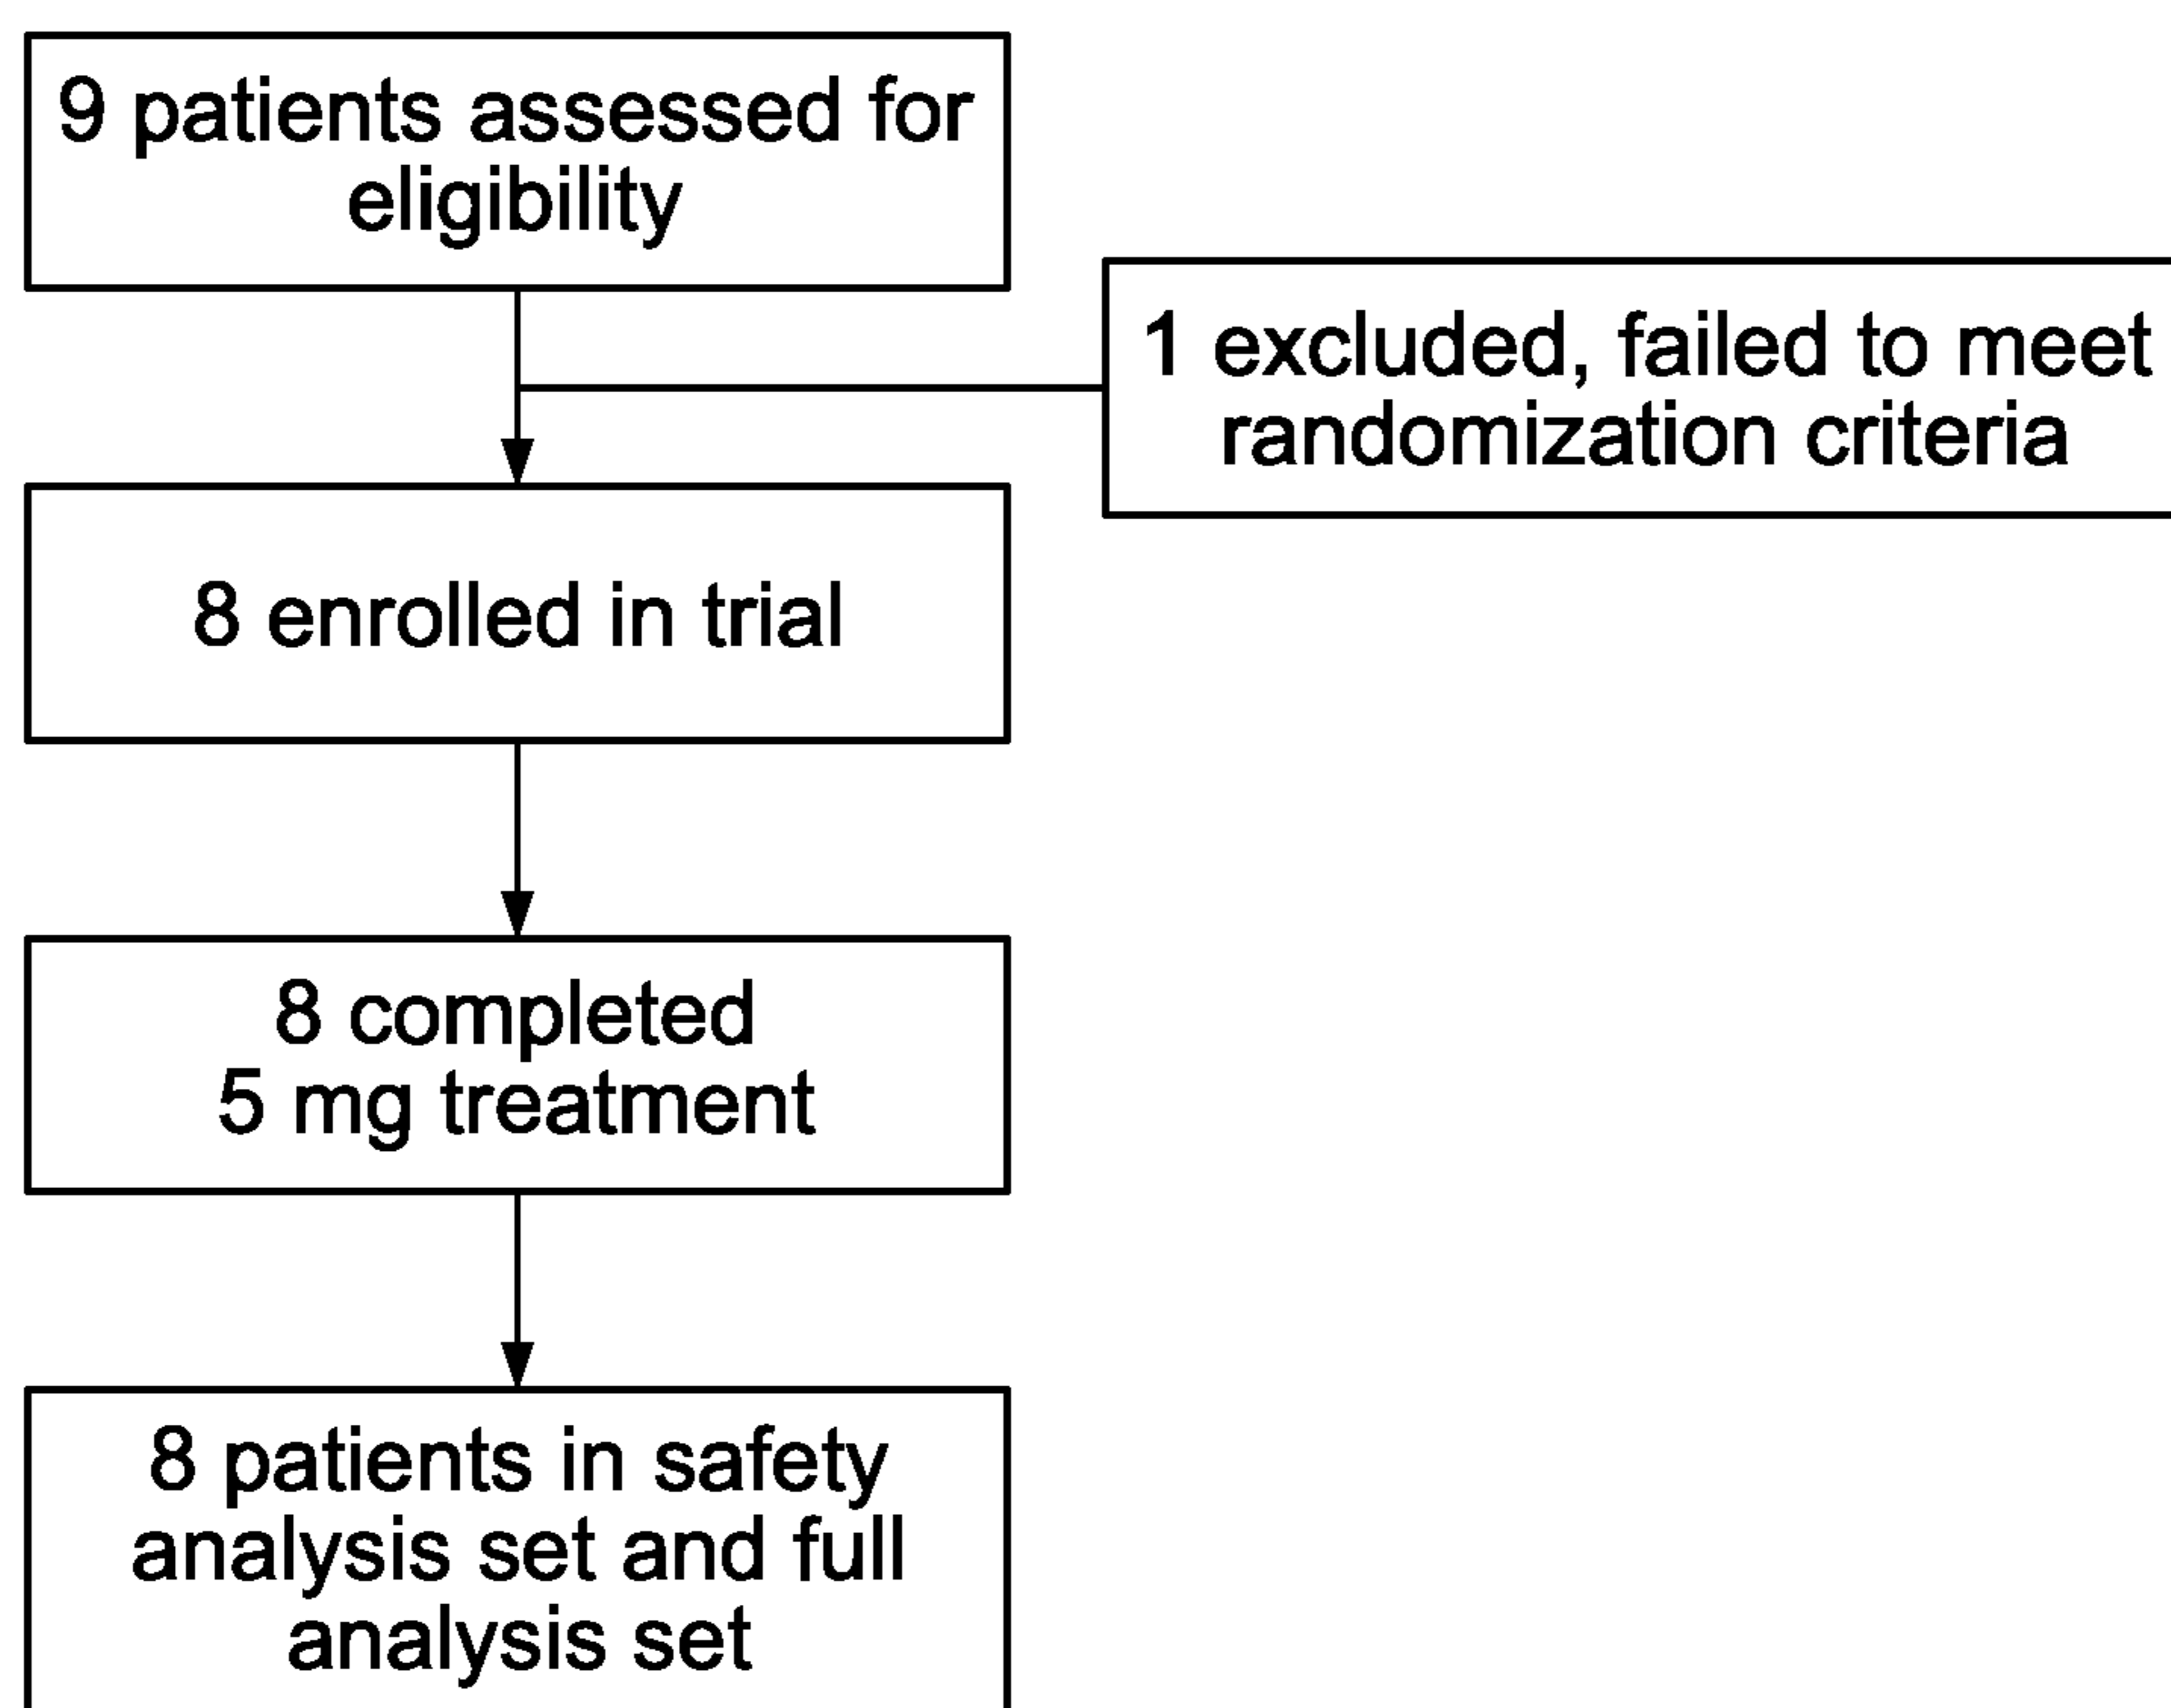 9 patients assessed for
eligibility
1 excluded, failed to meet
randomization criteria
8 enrolled in trial
8 completed
5 mg treatment
8 patients in safety
analysis set and full
analysis set